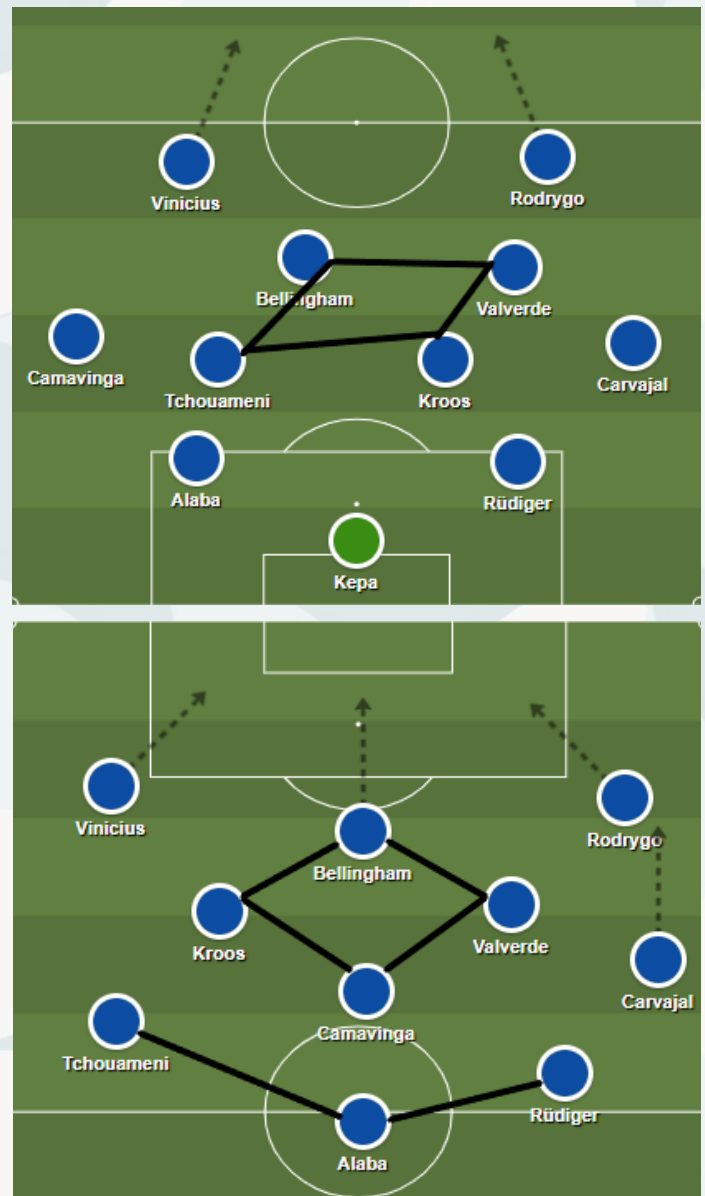 Vinicius
Rodrygo
Bellingham
Valverde
Camavinga
Tchouameni
Kroos
Carvajal
Alaba
Rüdiger
Kepa
Vinicius
Rodrygo
Bellingham
Kroos
Valverde
Carvajal
Camavinga
Tchouameni
Rüdiger
Alaba